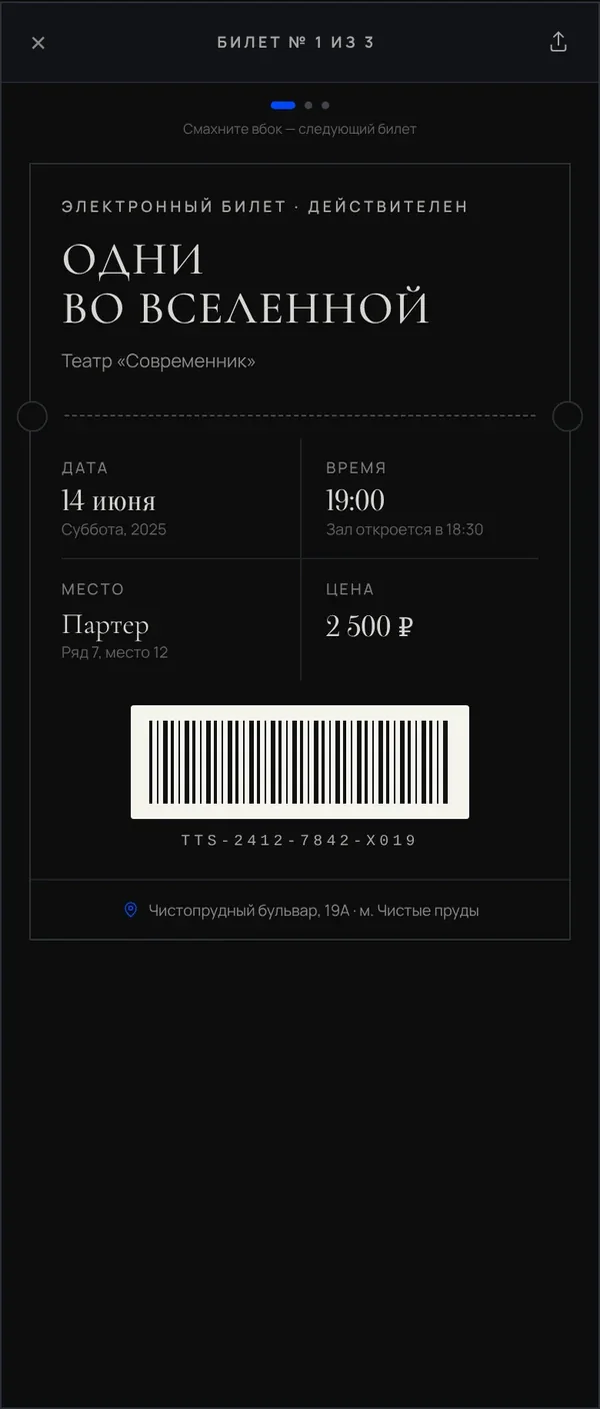 БИЛЕТ № 1 ИЗ 3
Смахните вбок — следующий билет
ЭЛЕКТРОННЫЙ БИЛЕТ · ДЕЙСТВИТЕЛЕН
ОДНИ
ВО ВСЕЛЕННОЙ
Театр «Современник»
ДАТА
14 июня
Суббота, 2025
ВРЕМЯ
19:00
Зал откроется в 18:30
МЕСТО
Партер
Ряд 7, место 12
ЦЕНА
2 500 ₽
TTS-2412-7842-X019
Чистопрудный бульвар, 19А · м. Чистые пруды